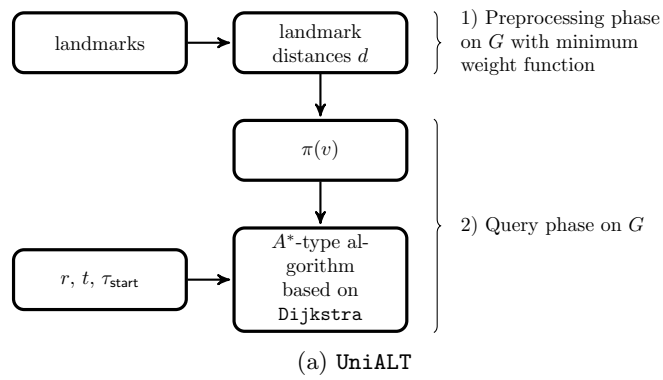 landmarks
landmark
distances d
1) Preprocessing phase
on G with minimum
weight function
π(v)
2) Query phase on G
r, t, τstart
A*-type al-
gorithm
based on
Dijkstra
(a) UniALT